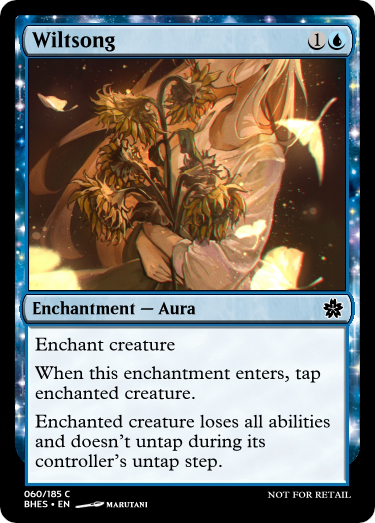 Wiltsong 1
Enchantment — Aura
Enchant creature
When this enchantment enters, tap
enchanted creature.
Enchanted creature loses all abilities
and doesn't untap during its
controller's untap step.
060/185 C NOT FOR RETAIL
BHES • EN MARUTANI